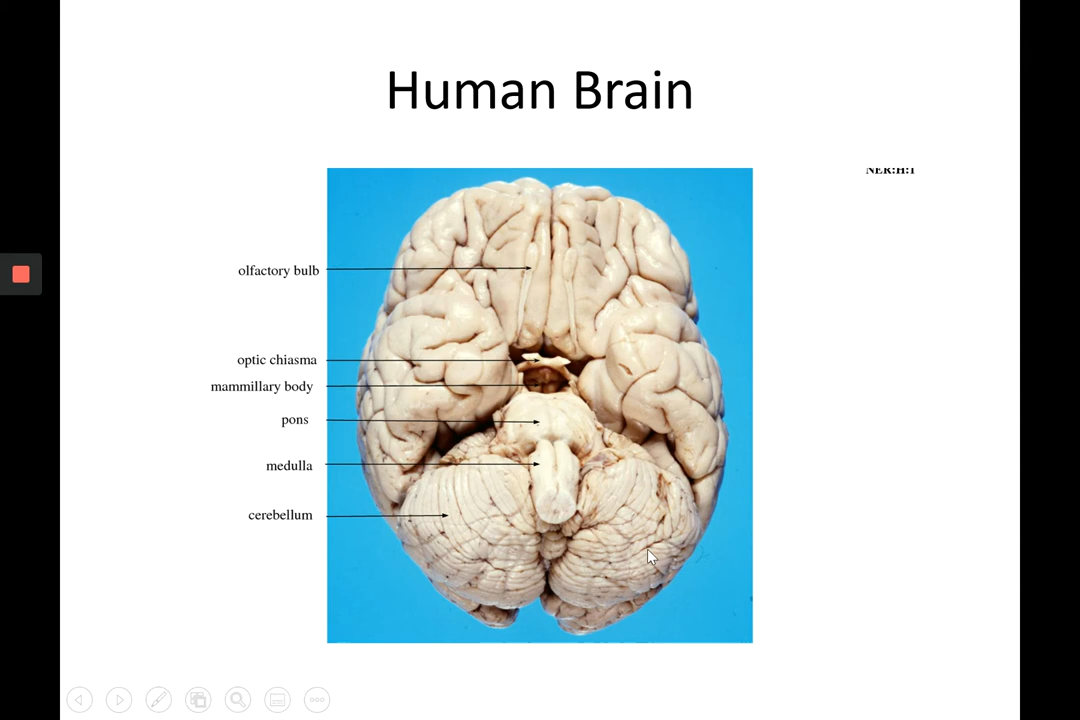 Human Brain
olfactory bulb
optic chiasma
mammillary body
pons
medulla
cerebellum